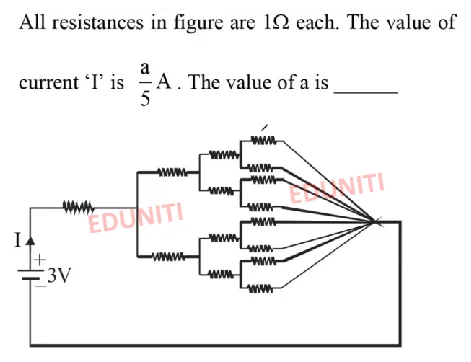 All resistances in figure are 1Ω each. The value of
current ‘I’ is a/5 A . The value of a is ______
EDUNITI
EDUNITI
I
+
3V
−